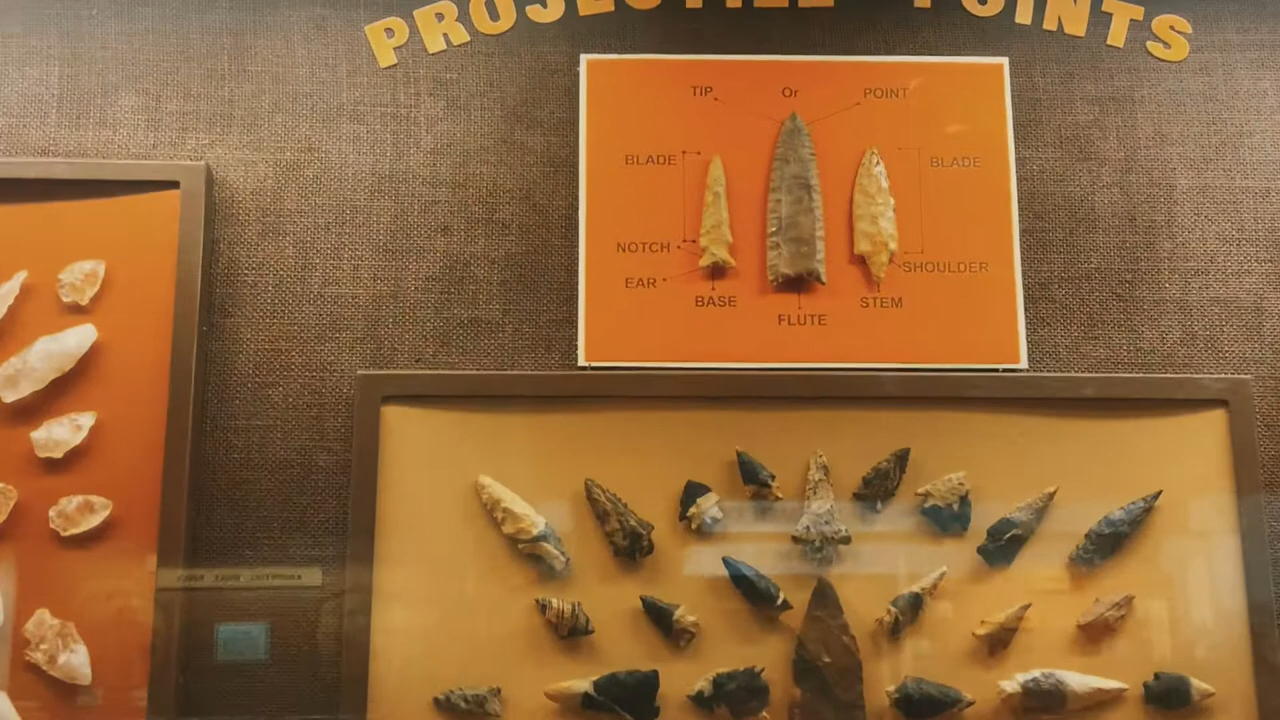 PROJECTILE POINTS
TIP Or POINT
BLADE BLADE
NOTCH
SHOULDER
EAR
BASE STEM
FLUTE